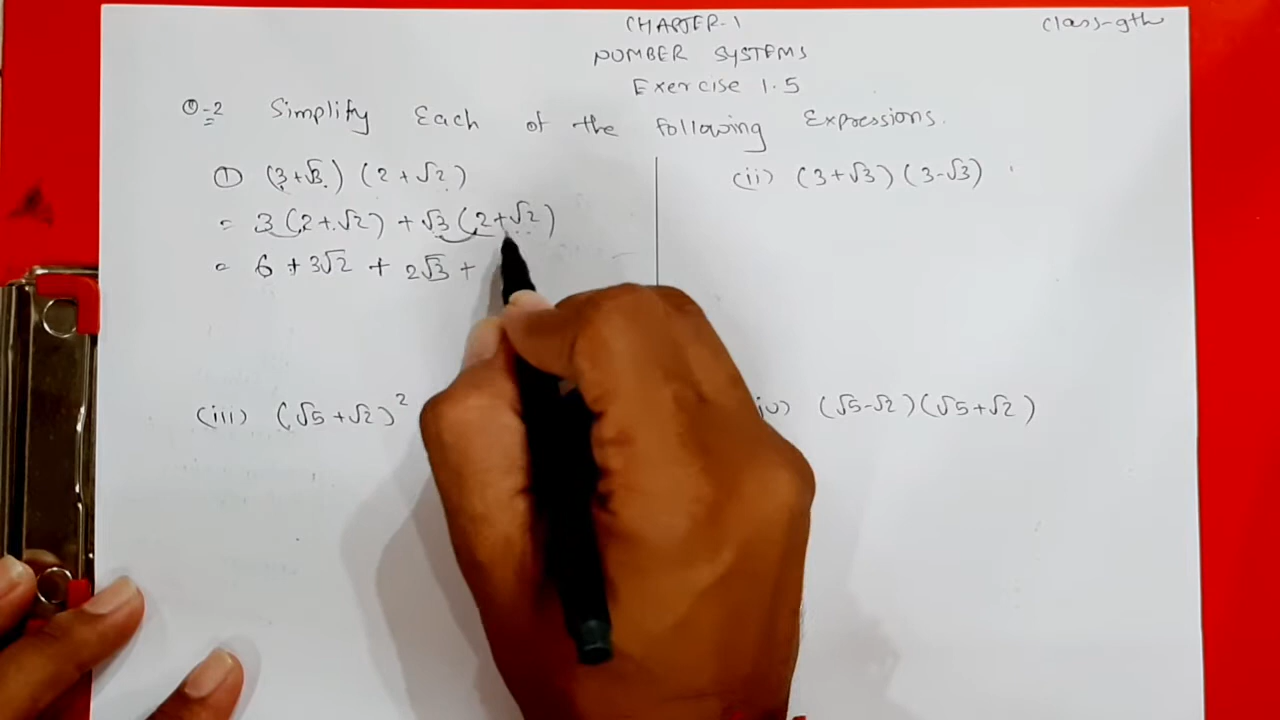 CHAPTER-1
Class-9th
NUMBER SYSTEMS
Exercise 1.5
Q-2 Simplify Each of the following Expressions.
① (3+√3) (2+√2)
= 3(2+√2) + √3(2+√2)
= 6 + 3√2 + 2√3 +
(ii) (3+√3)(3-√3)
(iii) (√5+√2)²
iv) (√5-√2)(√5+√2)